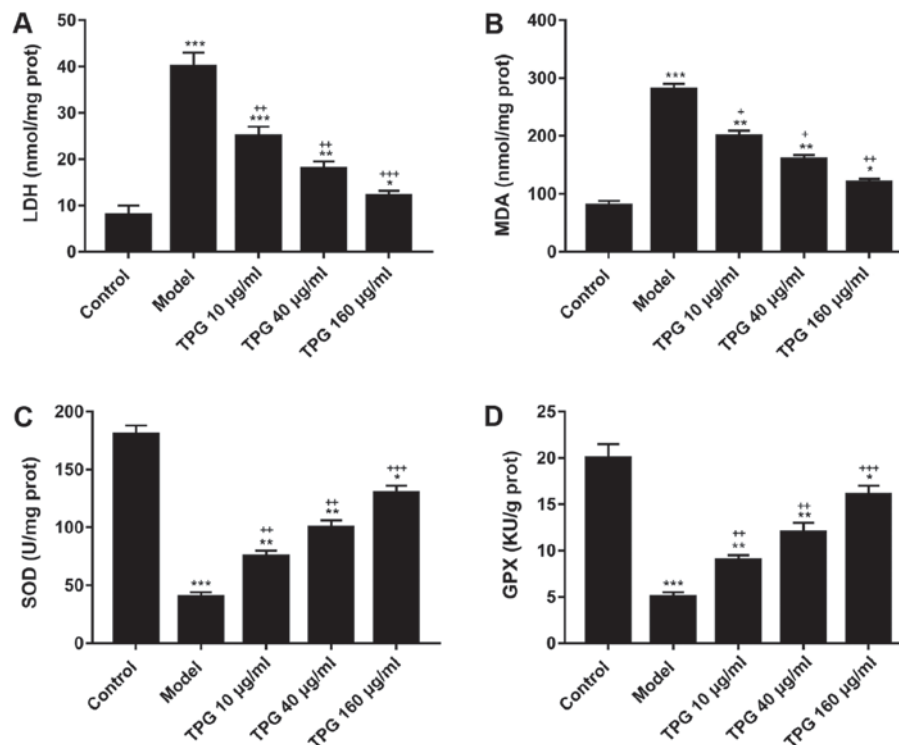 A
LDH (nmol/mg prot)
50
40
30
20
10
0
***
++
***
++
**
+++
*
Control
Model
TPG 10 µg/ml
TPG 40 µg/ml
TPG 160 µg/ml
B
MDA (nmol/mg prot)
400
300
200
100
0
***
+
**
+
**
++
*
Control
Model
TPG 10 µg/ml
TPG 40 µg/ml
TPG 160 µg/ml
C
SOD (U/mg prot)
200
150
100
50
0
***
++
**
++
**
+++
*
Control
Model
TPG 10 µg/ml
TPG 40 µg/ml
TPG 160 µg/ml
D
GPX (KU/g prot)
25
20
15
10
5
0
***
++
**
++
**
+++
*
Control
Model
TPG 10 µg/ml
TPG 40 µg/ml
TPG 160 µg/ml